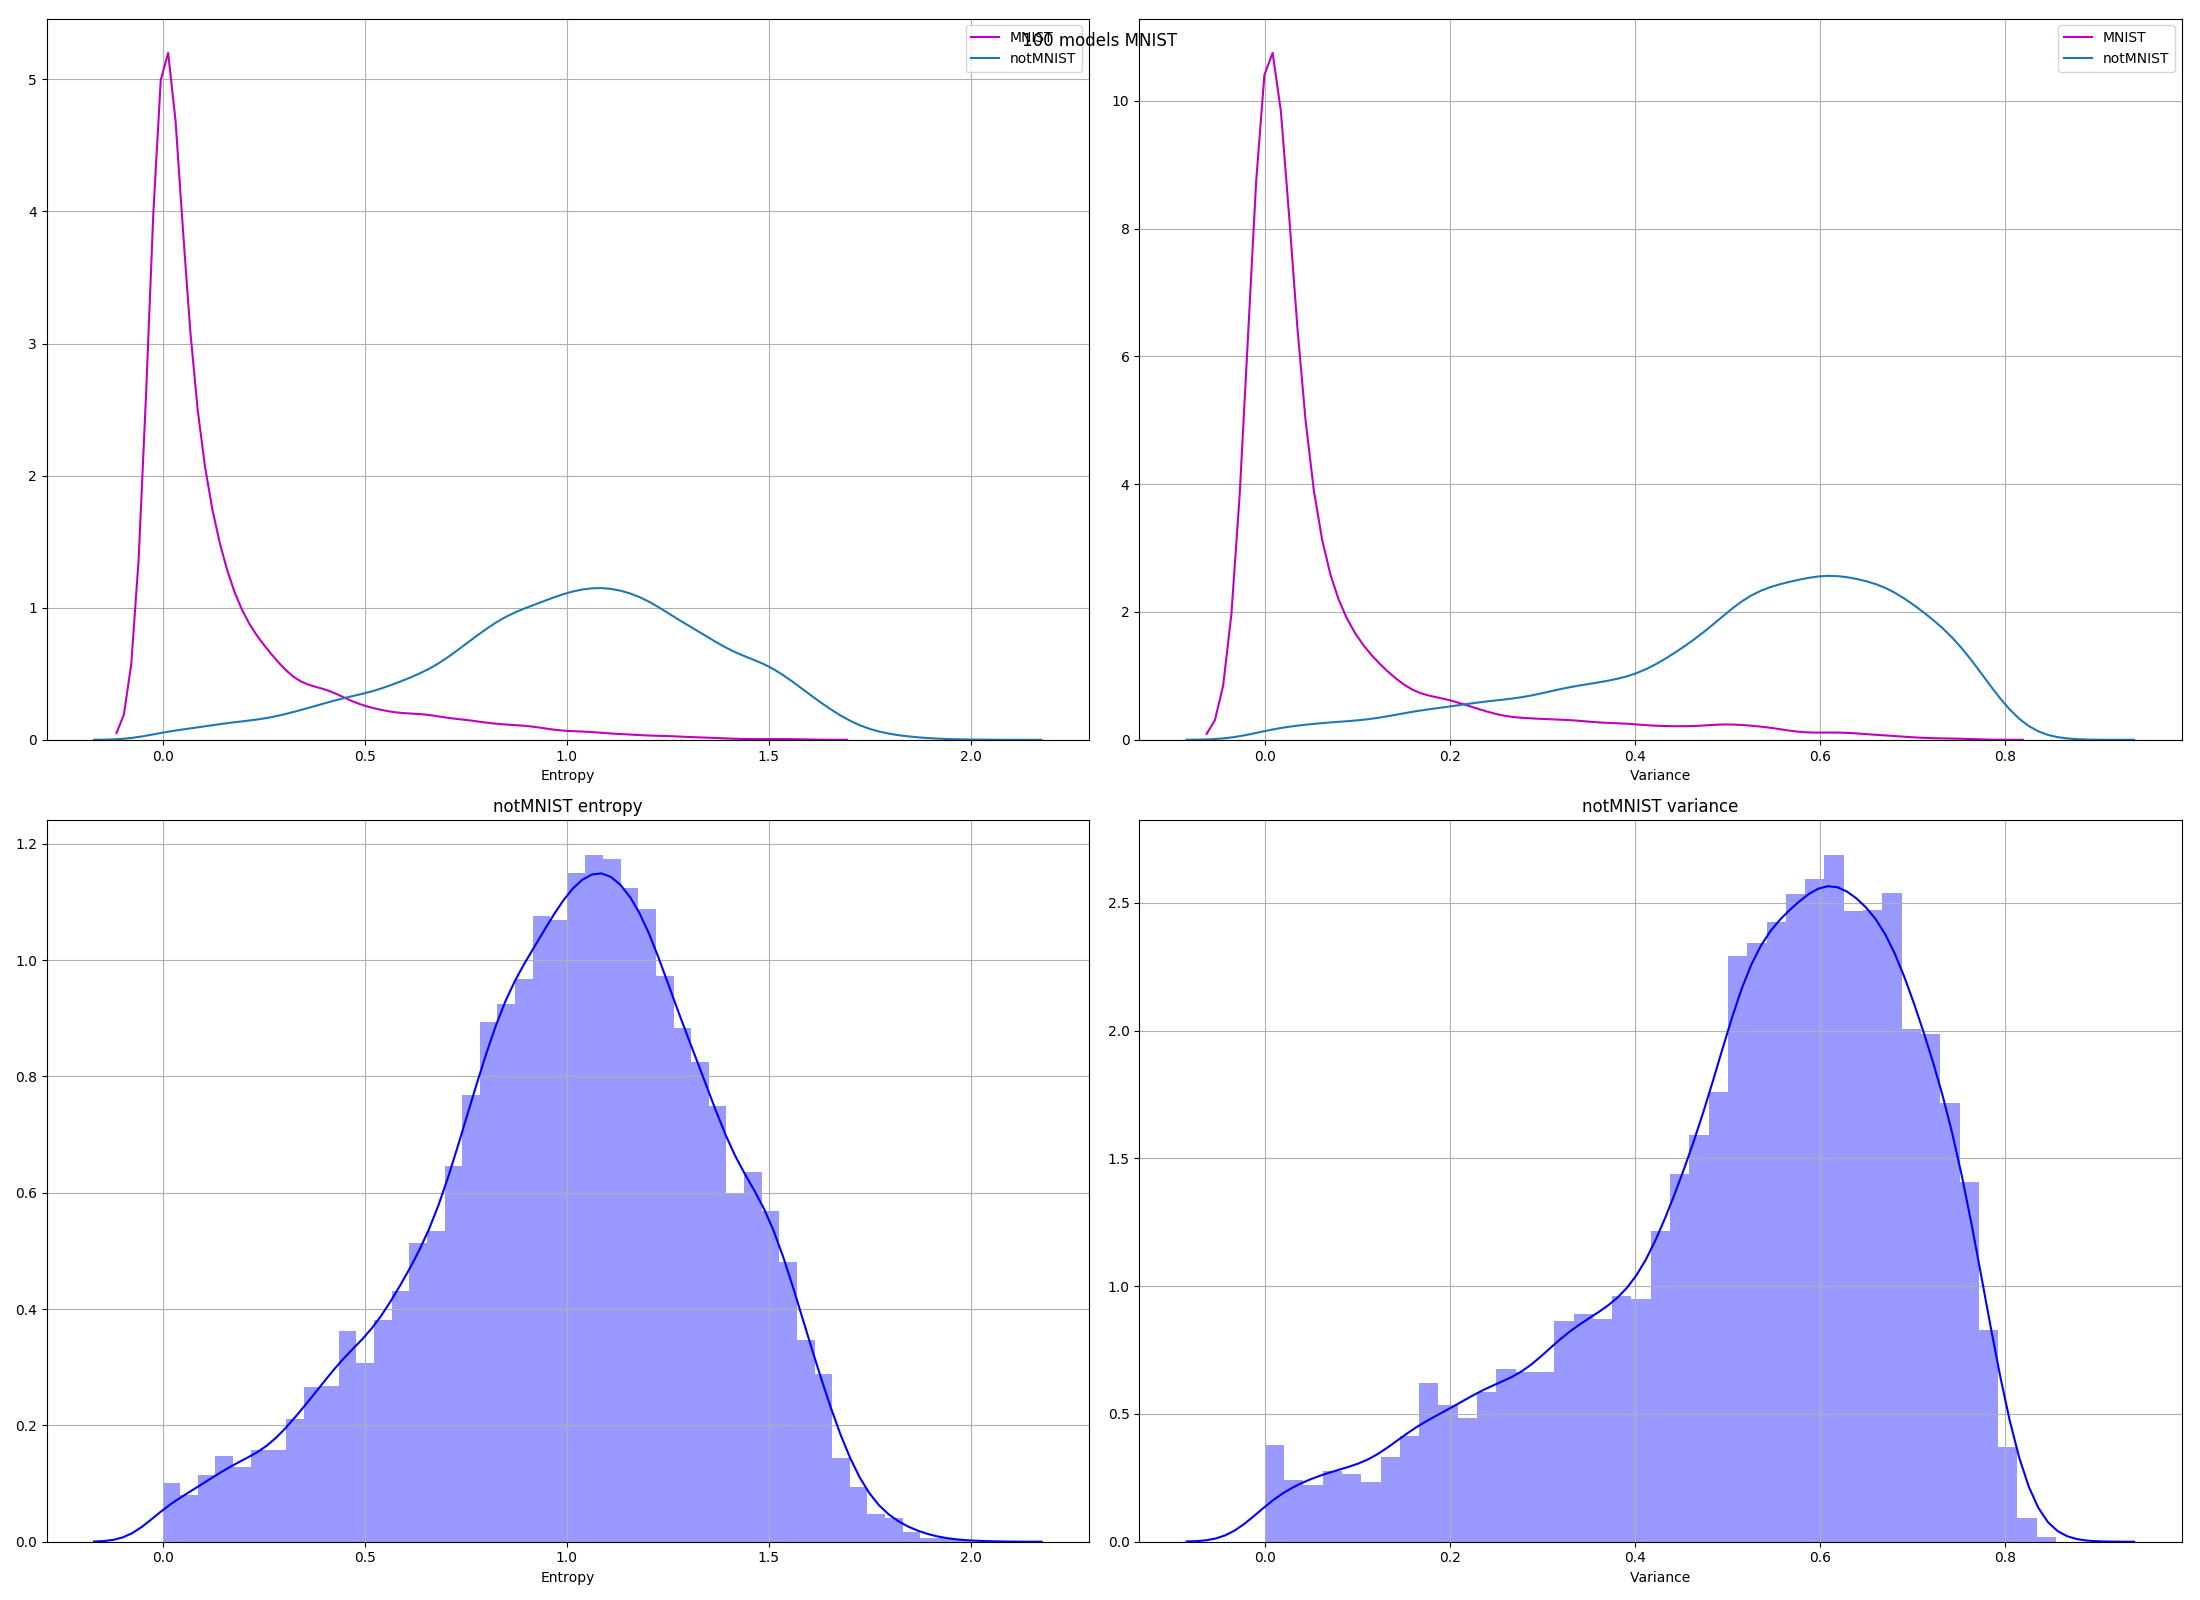 100 models MNIST
MNIST
notMNIST
5
4
3
2
1
0
0.0 0.5 1.0 1.5 2.0
Entropy
MNIST
notMNIST
10
8
6
4
2
0
0.0 0.2 0.4 0.6 0.8
Variance
notMNIST entropy
1.2
1.0
0.8
0.6
0.4
0.2
0.0
0.0 0.5 1.0 1.5 2.0
Entropy
notMNIST variance
2.5
2.0
1.5
1.0
0.5
0.0
0.0 0.2 0.4 0.6 0.8
Variance